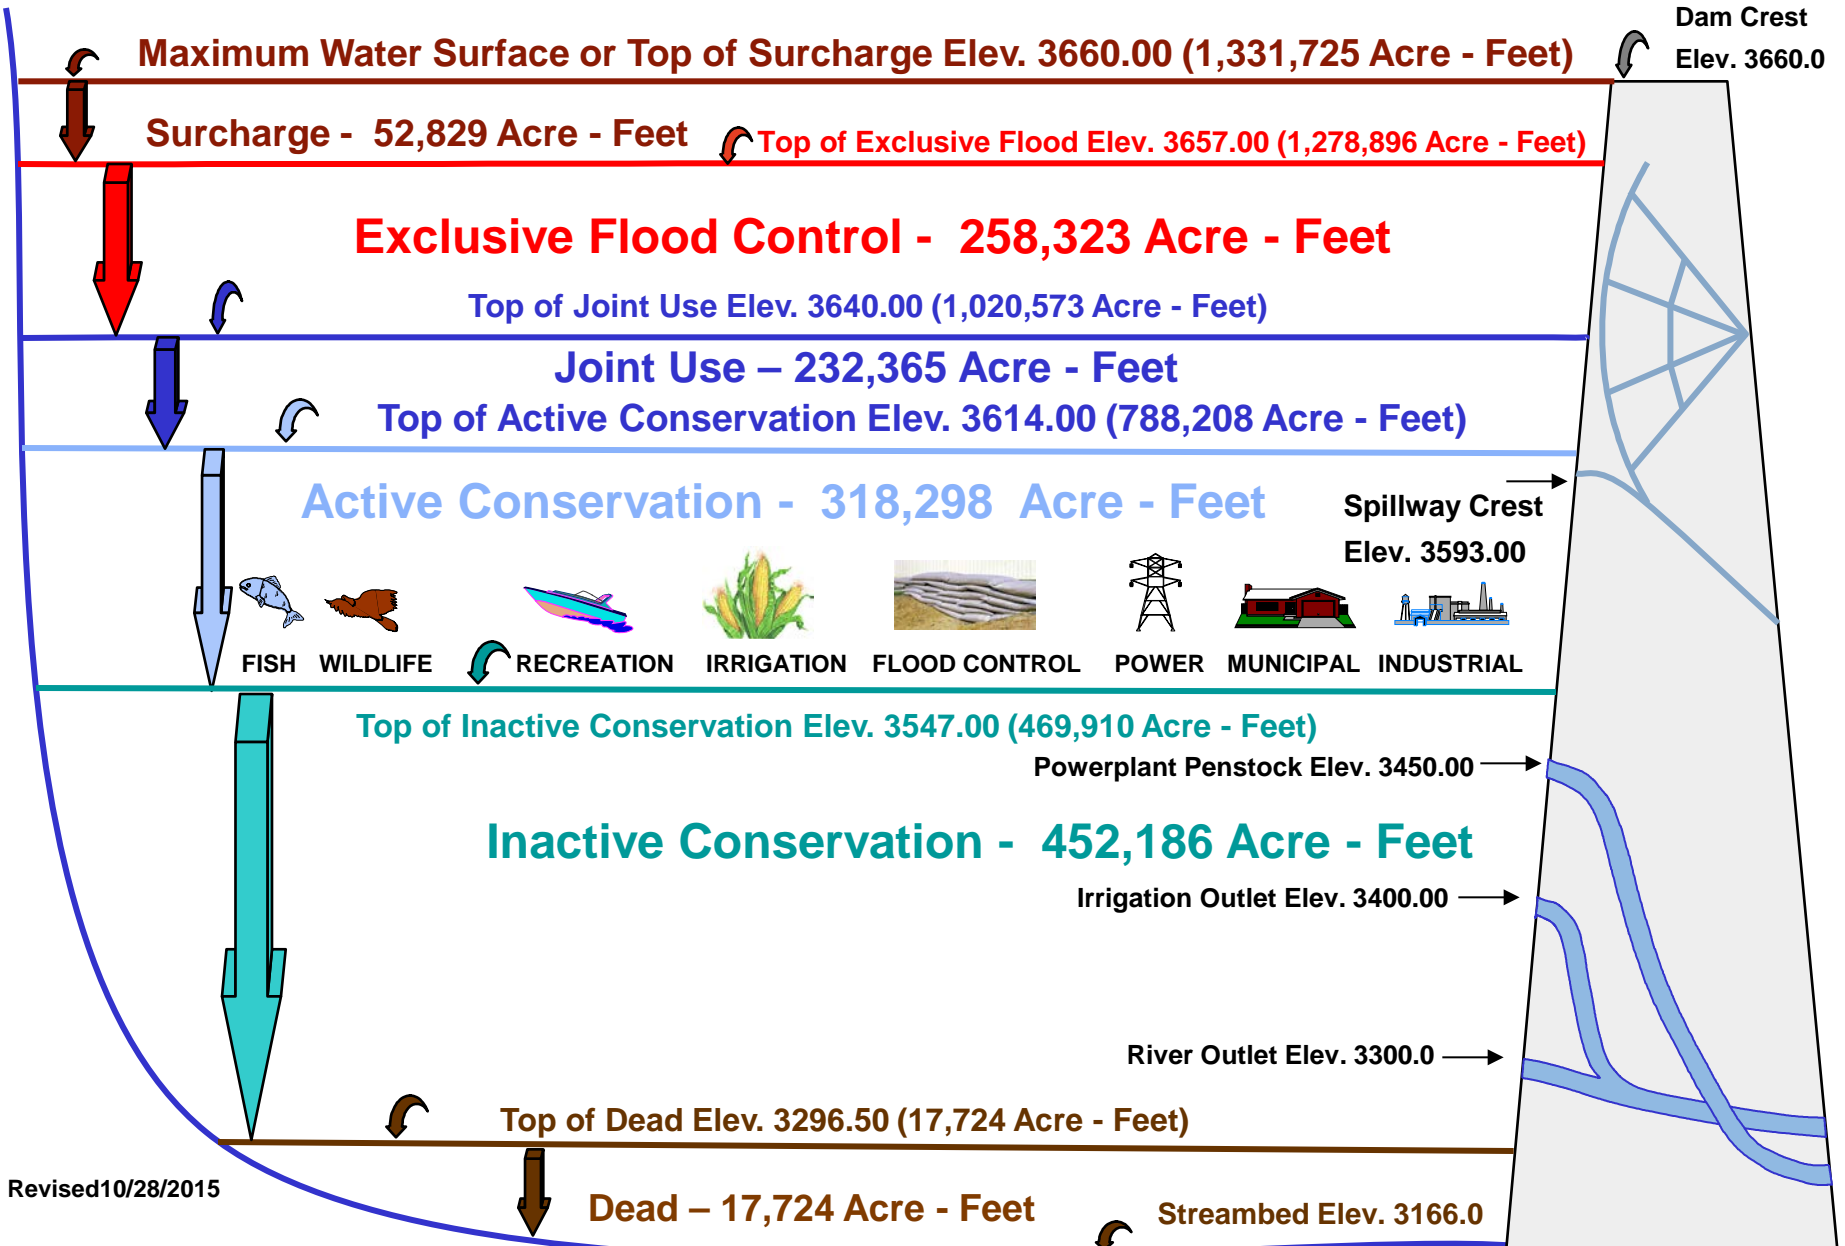 Dam Crest
Elev. 3660.0
Maximum Water Surface or Top of Surcharge Elev. 3660.00 (1,331,725 Acre - Feet)
Surcharge -  52,829 Acre - Feet
Top of Exclusive Flood Elev. 3657.00 (1,278,896 Acre - Feet)
Exclusive Flood Control -  258,323 Acre - Feet
Top of Joint Use Elev. 3640.00 (1,020,573 Acre - Feet)
Joint Use – 232,365 Acre - Feet
Top of Active Conservation Elev. 3614.00 (788,208 Acre - Feet)
Active Conservation -  318,298  Acre - Feet
Spillway Crest
Elev. 3593.00
FISH WILDLIFE RECREATION IRRIGATION FLOOD CONTROL POWER MUNICIPAL INDUSTRIAL
Top of Inactive Conservation Elev. 3547.00 (469,910 Acre - Feet)
Powerplant Penstock Elev. 3450.00
Inactive Conservation -  452,186 Acre - Feet
Irrigation Outlet Elev. 3400.00
River Outlet Elev. 3300.0
Top of Dead Elev. 3296.50 (17,724 Acre - Feet)
Revised10/28/2015
Dead – 17,724 Acre - Feet
Streambed Elev. 3166.0